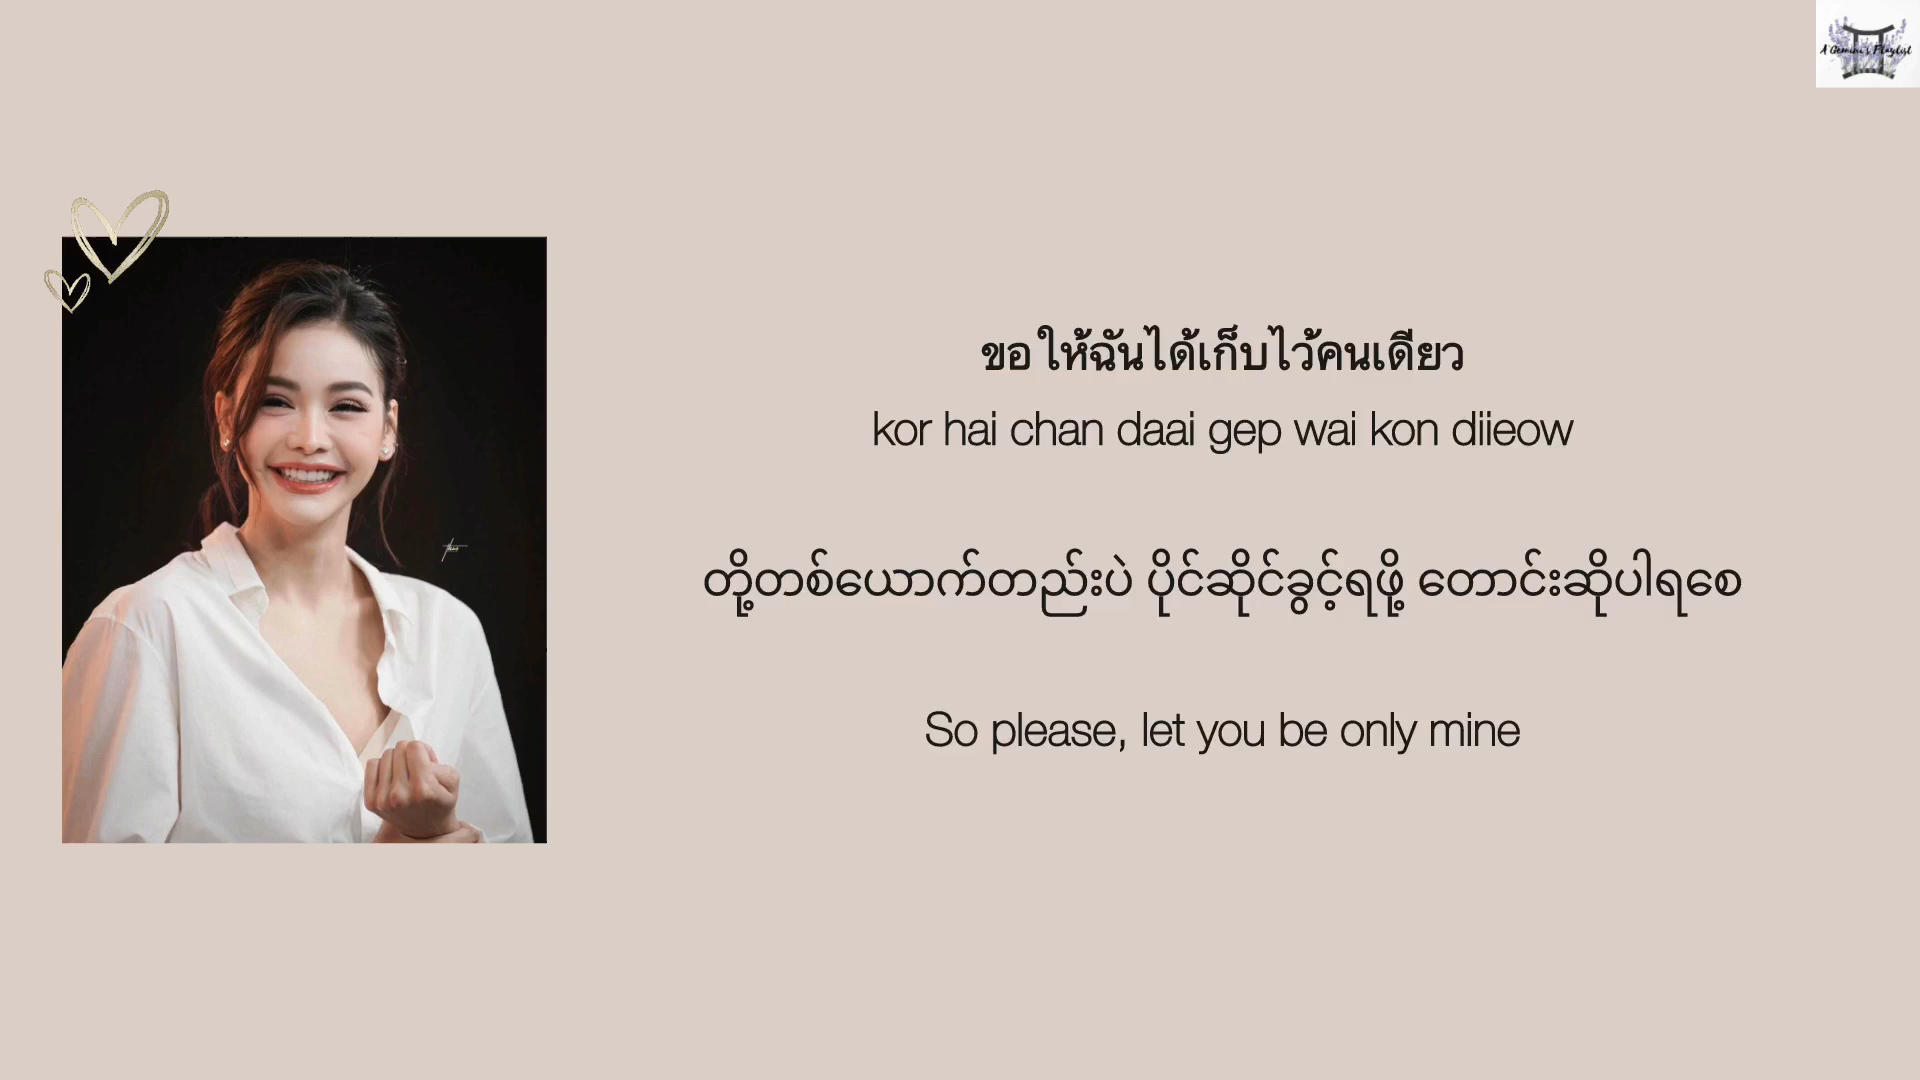 A Gemini's Playlist
ขอให้ฉันได้เก็บไว้คนเดียว
kor hai chan daai gep wai kon diieow
တို့တစ်ယောက်တည်းပဲ ပိုင်ဆိုင်ခွင့်ရဖို့ တောင်းဆိုပါရစေ
So please, let you be only mine